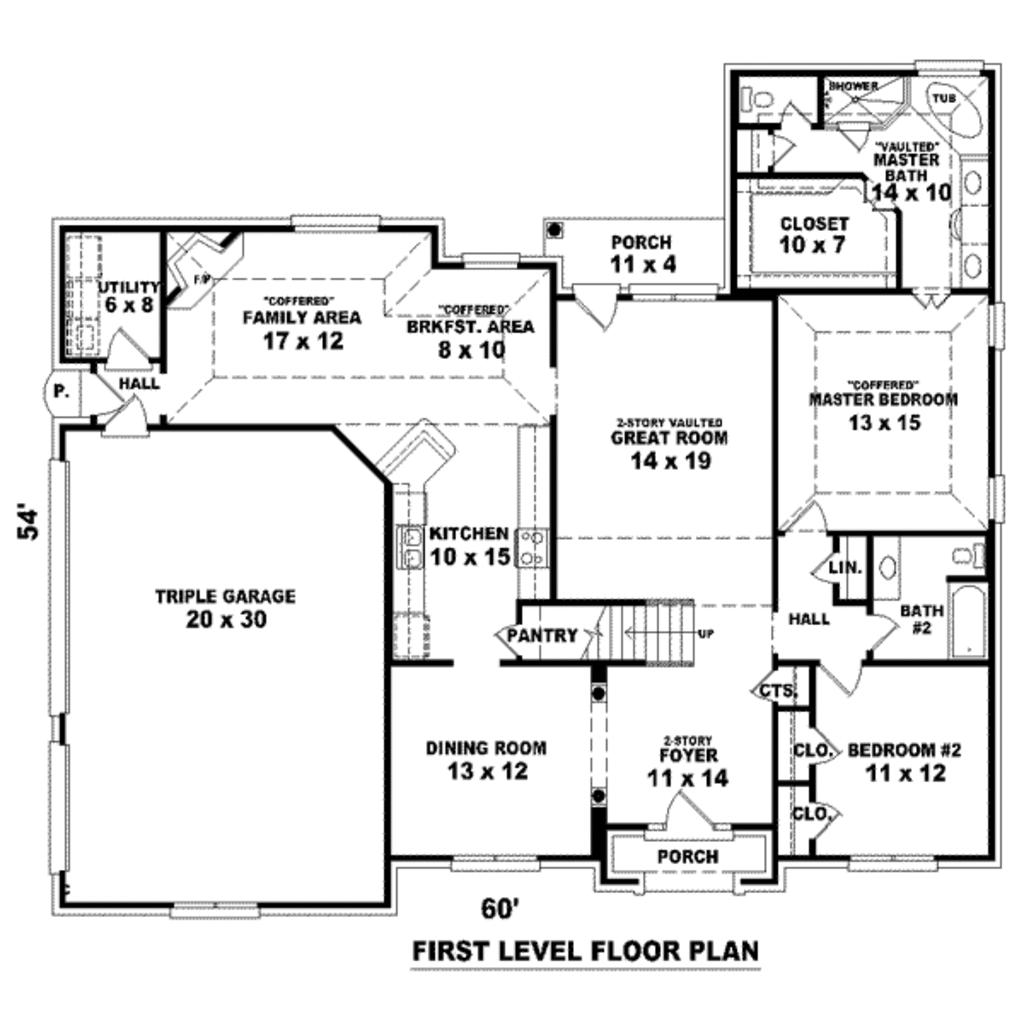 SHOWER
TUB
"VAULTED"
MASTER
BATH
14 x 10
CLOSET
10 x 7
PORCH
11 x 4
UTILITY
6 x 8
F/P
"COFFERED"
FAMILY AREA
17 x 12
"COFFERED"
BRKFST. AREA
8 x 10
P.
HALL
2-STORY VAULTED
GREAT ROOM
14 x 19
"COFFERED"
MASTER BEDROOM
13 x 15
54'
KITCHEN
10 x 15
LIN.
TRIPLE GARAGE
20 x 30
BATH
#2
HALL
PANTRY
UP
CTS.
DINING ROOM
13 x 12
2-STORY
FOYER
11 x 14
CLO.
BEDROOM #2
11 x 12
CLO.
PORCH
60'
FIRST LEVEL FLOOR PLAN